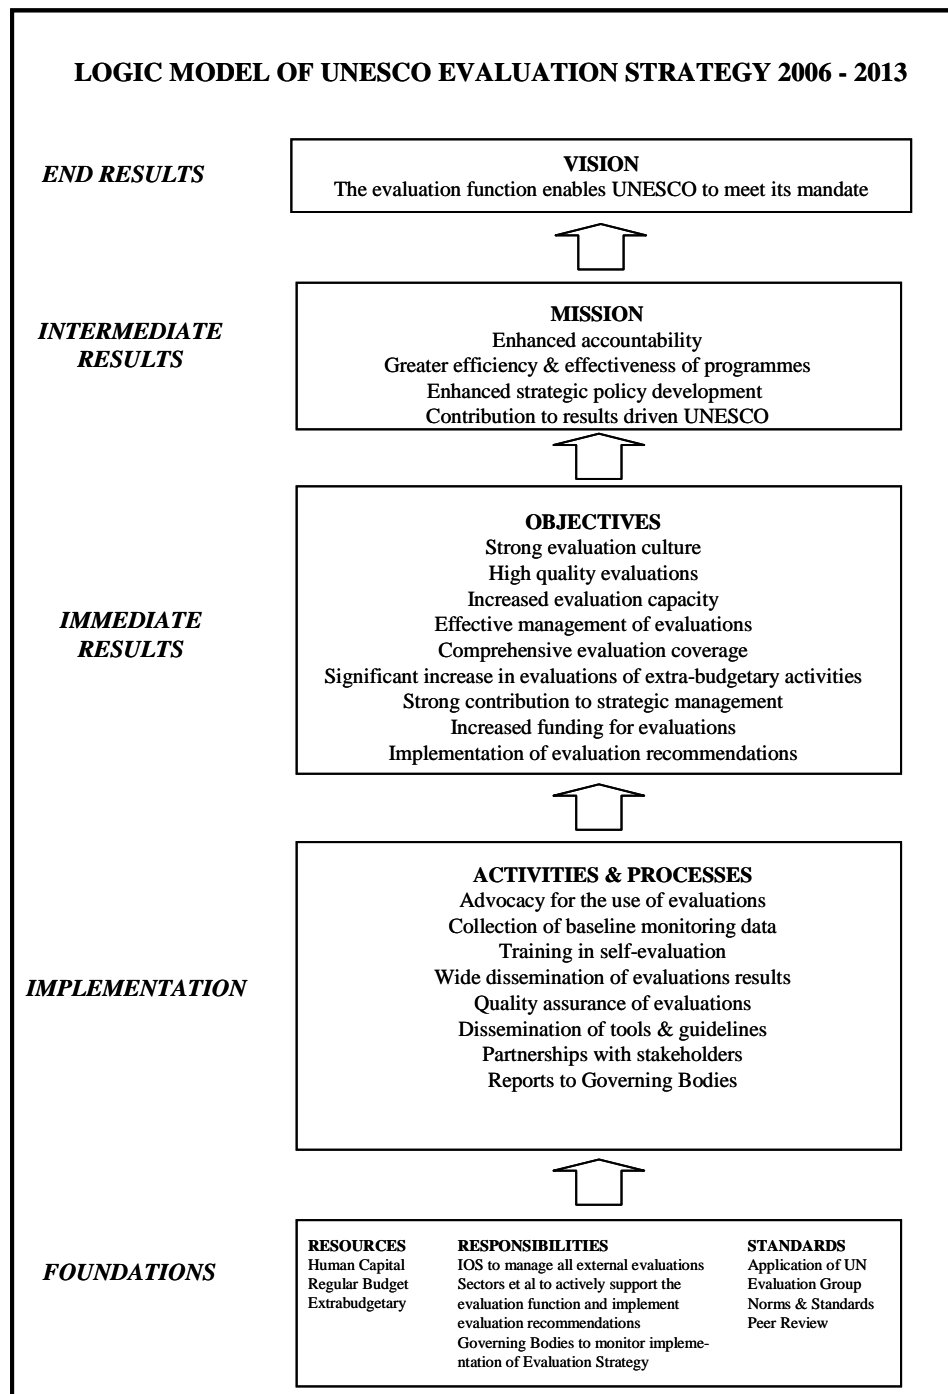 LOGIC MODEL OF UNESCO EVALUATION STRATEGY 2006 - 2013
END RESULTS
VISION
The evaluation function enables UNESCO to meet its mandate
INTERMEDIATE
RESULTS
MISSION
Enhanced accountability
Greater efficiency & effectiveness of programmes
Enhanced strategic policy development
Contribution to results driven UNESCO
IMMEDIATE
RESULTS
OBJECTIVES
Strong evaluation culture
High quality evaluations
Increased evaluation capacity
Effective management of evaluations
Comprehensive evaluation coverage
Significant increase in evaluations of extra-budgetary activities
Strong contribution to strategic management
Increased funding for evaluations
Implementation of evaluation recommendations
IMPLEMENTATION
ACTIVITIES & PROCESSES
Advocacy for the use of evaluations
Collection of baseline monitoring data
Training in self-evaluation
Wide dissemination of evaluations results
Quality assurance of evaluations
Dissemination of tools & guidelines
Partnerships with stakeholders
Reports to Governing Bodies
FOUNDATIONS
RESOURCES
Human Capital
Regular Budget
Extrabudgetary
RESPONSIBILITIES
IOS to manage all external evaluations
Sectors et al to actively support the
evaluation function and implement
evaluation recommendations
Governing Bodies to monitor impleme-
ntation of Evaluation Strategy
STANDARDS
Application of UN
Evaluation Group
Norms & Standards
Peer Review